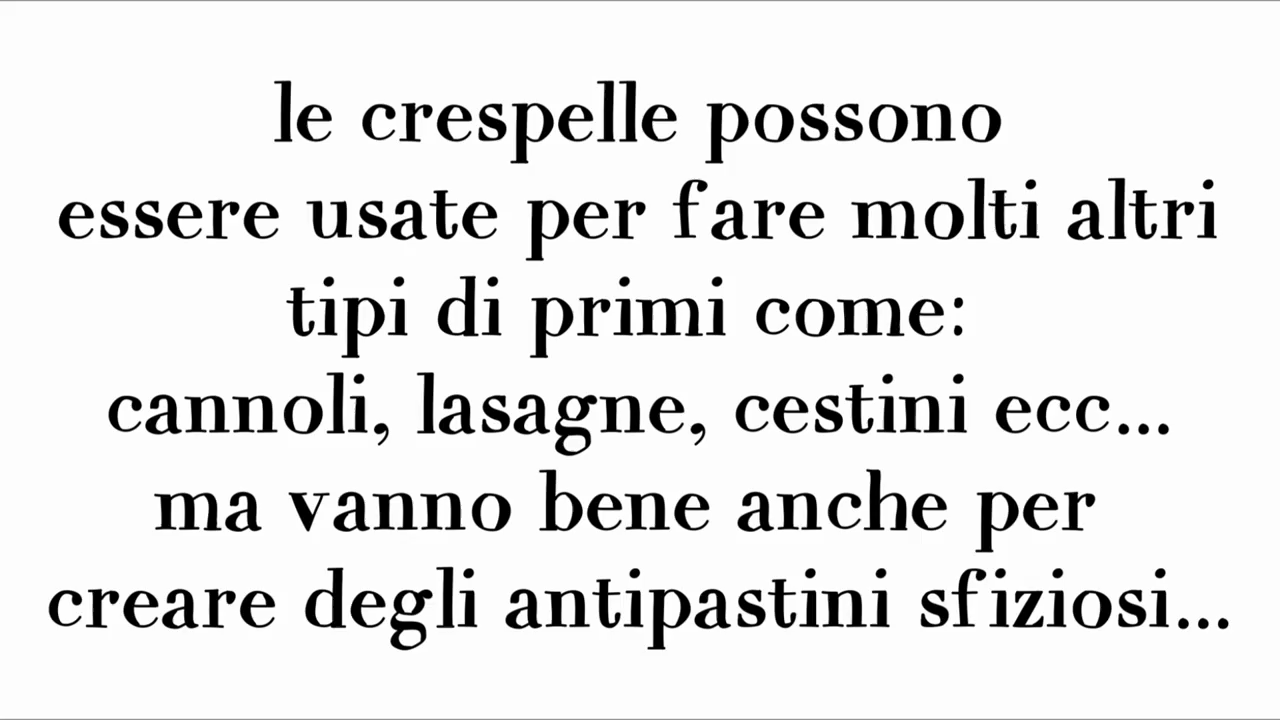 le crespelle possono
essere usate per fare molti altri
tipi di primi come:
cannoli, lasagne, cestini ecc...
ma vanno bene anche per
creare degli antipastini sfiziosi...